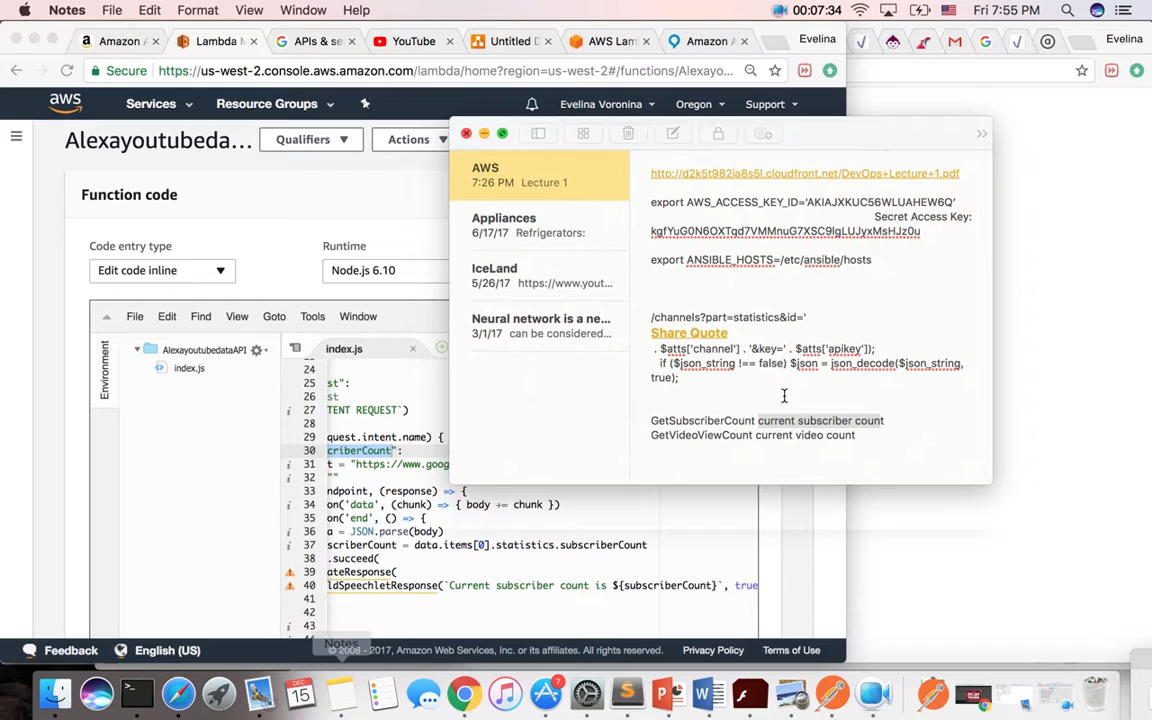 Notes File Edit Format View Window Help 00:07:34 Fri 7:55 PM
Amazon A Lambda M APIs & se YouTube Untitled D AWS Lam Amazon A Evelina Evelina
Secure https://us-west-2.console.aws.amazon.com/lambda/home?region=us-west-2#/functions/Alexayo...
aws Services Resource Groups Evelina Voronina Oregon Support
Alexayoutubeda... Qualifiers Actions
Function code
Code entry type
Edit code inline
Runtime
Node.js 6.10
File Edit Find View Goto Tools Window
Environment
AlexayoutubedataAPI
index.js
index.js
24
25 st":
26 st
27 TENT REQUEST`)
28
29 quest.intent.name) {
30 criberCount":
31 t = "https://www.goog
32 ""
33 ndpoint, (response) => {
34 on('data', (chunk) => { body += chunk })
35 on('end', () => {
36 a = JSON.parse(body)
37 scriberCount = data.items[0].statistics.subscriberCount
38 .succeed(
39 ateResponse(
40 ldSpeechletResponse(`Current subscriber count is ${subscriberCount}`, true
41
42
43
AWS
7:26 PM Lecture 1
Appliances
6/17/17 Refrigerators:
IceLand
5/26/17 https://www.yout...
Neural network is a ne...
3/1/17 can be considered...
http://d2k5t982ja8s5l.cloudfront.net/DevOps+Lecture+1.pdf
export AWS_ACCESS_KEY_ID='AKIAJXKUC56WLUAHEW6Q'
Secret Access Key:
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
export ANSIBLE_HOSTS=/etc/ansible/hosts
/channels?part=statistics&id='
Share Quote
. $atts['channel'] . '&key=' . $atts['apikey']);
if ($json_string !== false) $json = json_decode($json_string,
true);
GetSubscriberCount current subscriber count
GetVideoViewCount current video count
Notes
Feedback English (US) © 2008 - 2017, Amazon Web Services, Inc. or its affiliates. All rights reserved. Privacy Policy Terms of Use
DEC
15
7